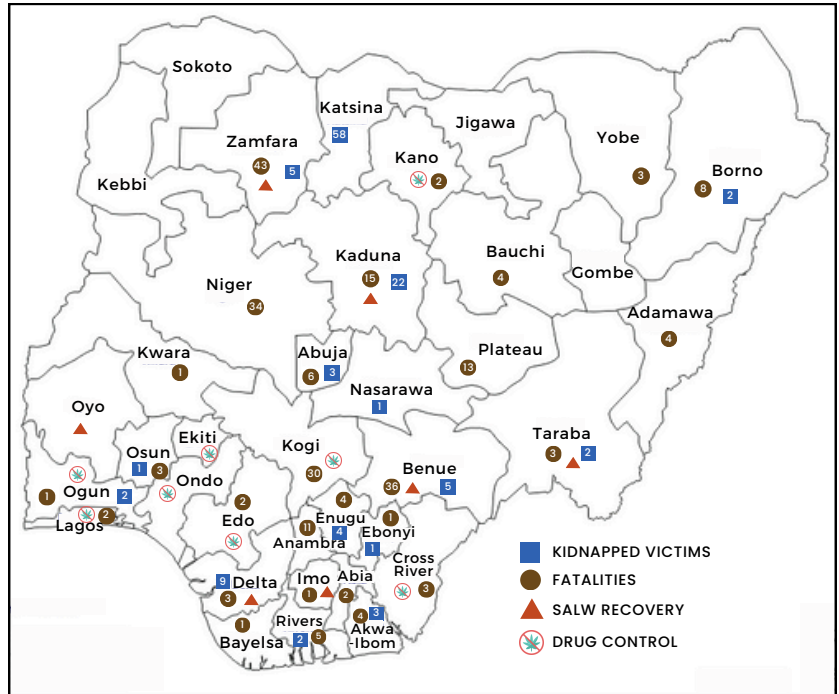 Sokoto
Katsina
58
Jigawa
Zamfara
43
5
Kano
2
Yobe
3
Borno
8
2
Kebbi
Kaduna
15
22
Bauchi
4
Gombe
Niger
34
Adamawa
4
Kwara
1
Abuja
6
3
Plateau
13
Nasarawa
1
Oyo
Osun
1
3
Ekiti
Kogi
30
Taraba
3
2
Benue
36
5
Ogun
1
2
Ondo
Lagos
2
Edo
2
Enugu
4
4
Anambra
11
Ebonyi
1
1
Cross
River
3
Delta
9
3
Imo
1
Abia
2
Rivers
2
5
Akwa
-Ibom
4
3
Bayelsa
1
KIDNAPPED VICTIMS
FATALITIES
SALW RECOVERY
DRUG CONTROL